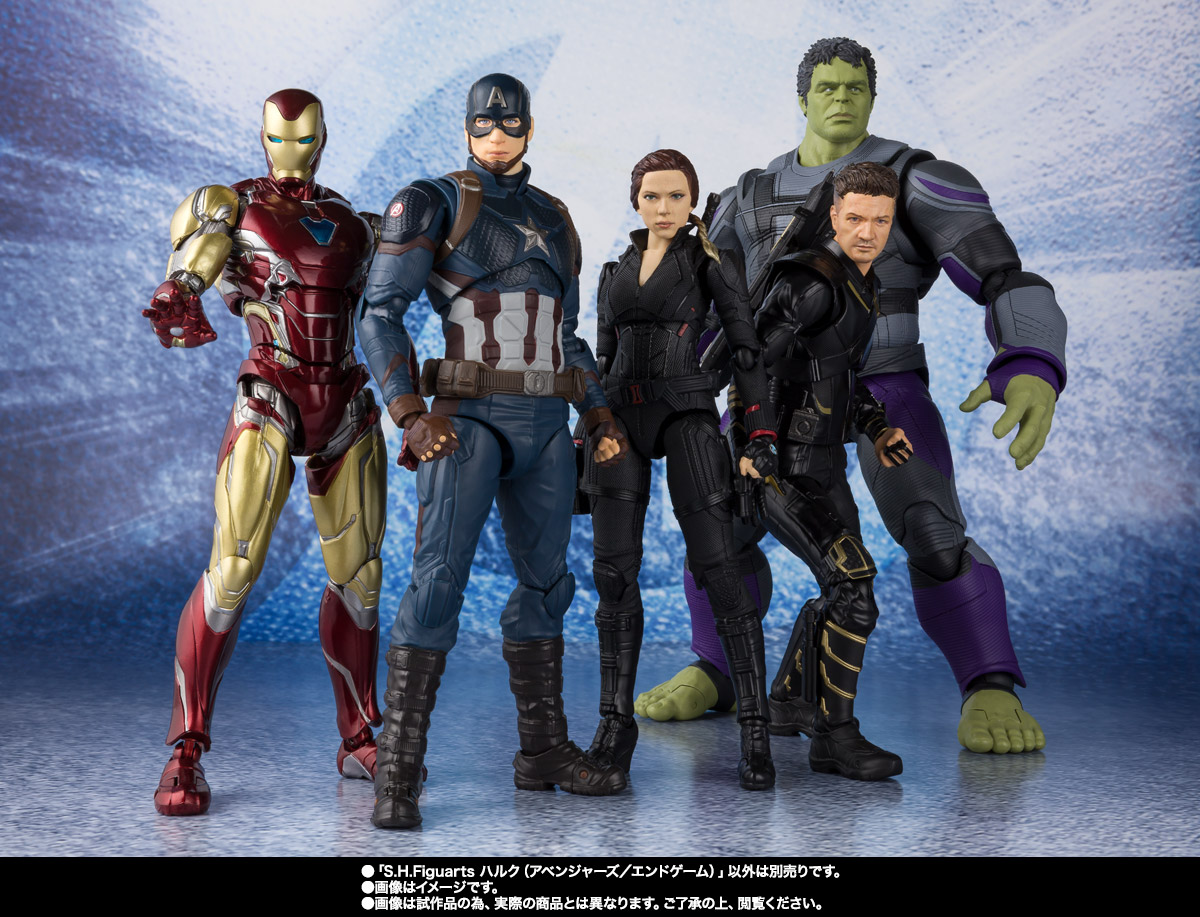 A
●「S.H.Figuarts ハルク（アベンジャーズ／エンドゲーム）」以外は別売りです。
●画像はイメージです。
●画像は試作品の為、実際の商品とは異なります。ご了承の上、閲覧ください。